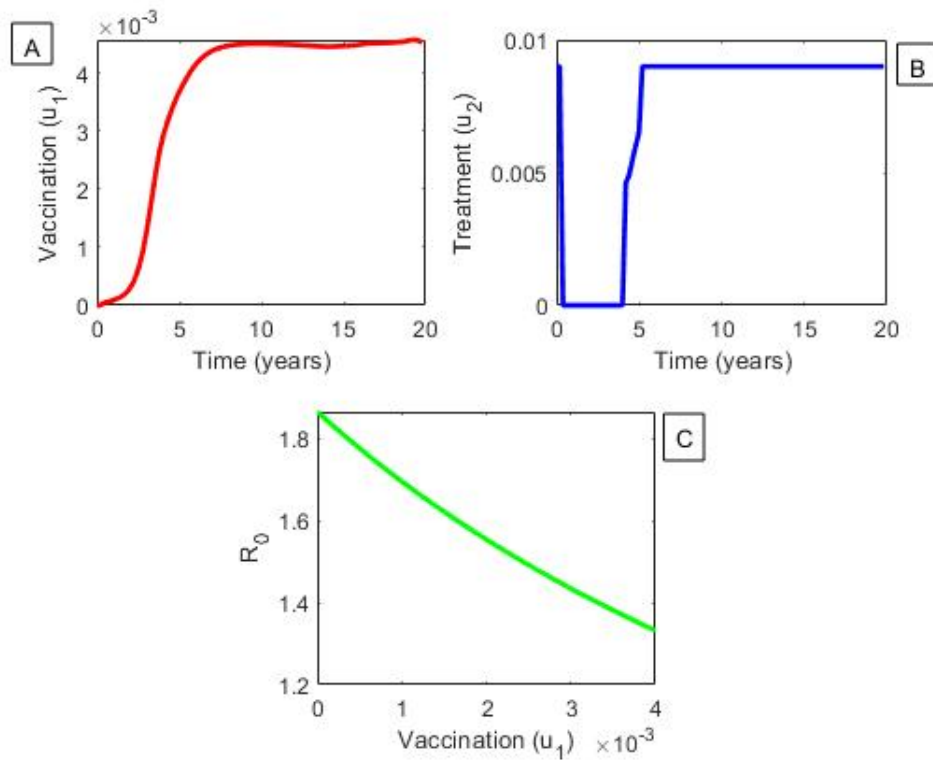 A
×10⁻³
4
3
2
1
0
Vaccination (u₁)
0 5 10 15 20
Time (years)
B
0.01
0.005
0
Treatment (u₂)
0 5 10 15 20
Time (years)
C
1.8
1.6
1.4
1.2
R₀
0 1 2 3 4
Vaccination (u₁) ×10⁻³